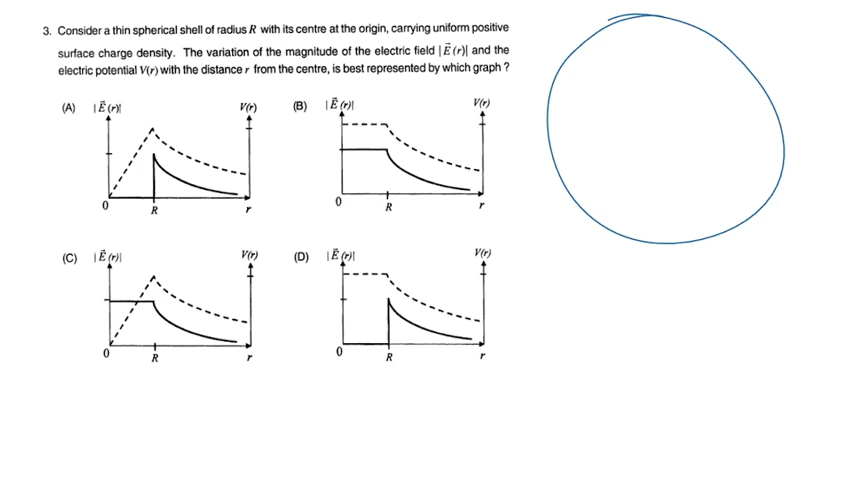 3. Consider a thin spherical shell of radius R with its centre at the origin, carrying uniform positive
surface charge density. The variation of the magnitude of the electric field | E⃗ (r)| and the
electric potential V(r) with the distance r from the centre, is best represented by which graph ?
(A) | E⃗ (r)| V(r) (B) | E⃗ (r)| V(r)
0 R r 0 R r
(C) | E⃗ (r)| V(r) (D) | E⃗ (r)| V(r)
0 R r 0 R r